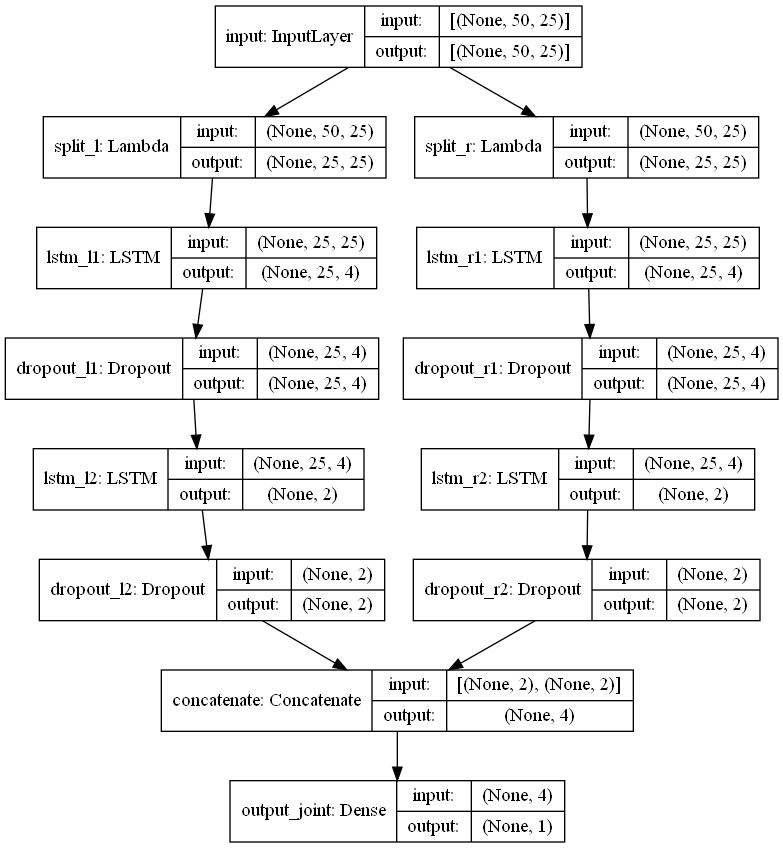 input: InputLayer
input: [(None, 50, 25)]
output: [(None, 50, 25)]
split_l: Lambda
input: (None, 50, 25)
output: (None, 25, 25)
split_r: Lambda
input: (None, 50, 25)
output: (None, 25, 25)
lstm_l1: LSTM
input: (None, 25, 25)
output: (None, 25, 4)
lstm_r1: LSTM
input: (None, 25, 25)
output: (None, 25, 4)
dropout_l1: Dropout
input: (None, 25, 4)
output: (None, 25, 4)
dropout_r1: Dropout
input: (None, 25, 4)
output: (None, 25, 4)
lstm_l2: LSTM
input: (None, 25, 4)
output: (None, 2)
lstm_r2: LSTM
input: (None, 25, 4)
output: (None, 2)
dropout_l2: Dropout
input: (None, 2)
output: (None, 2)
dropout_r2: Dropout
input: (None, 2)
output: (None, 2)
concatenate: Concatenate
input: [(None, 2), (None, 2)]
output: (None, 4)
output_joint: Dense
input: (None, 4)
output: (None, 1)